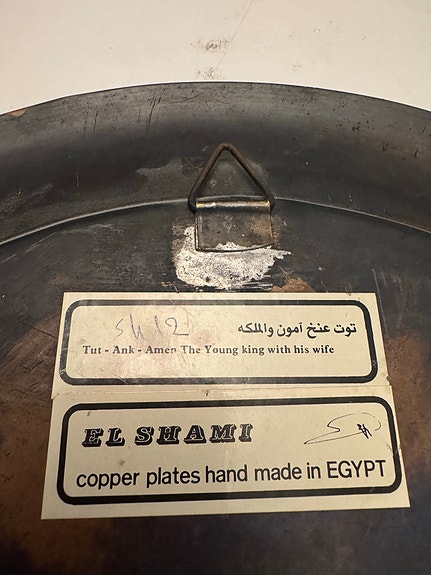 توت عنخ آمون والملكه
Tut - Ank - Amen The Young king with his wife
EL SHAMI
copper plates hand made in EGYPT